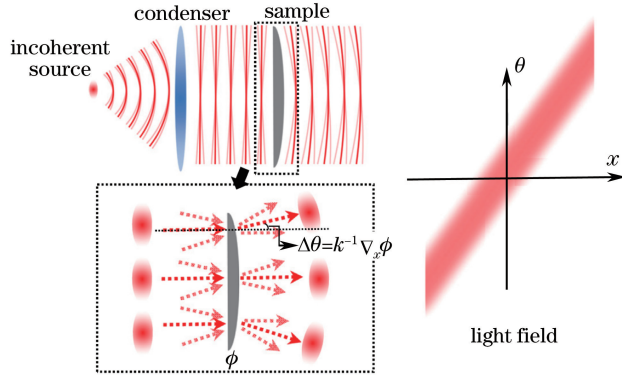 condenser
sample
incoherent
source
θ
x
Δθ=k⁻¹∇ₓϕ
ϕ
light field